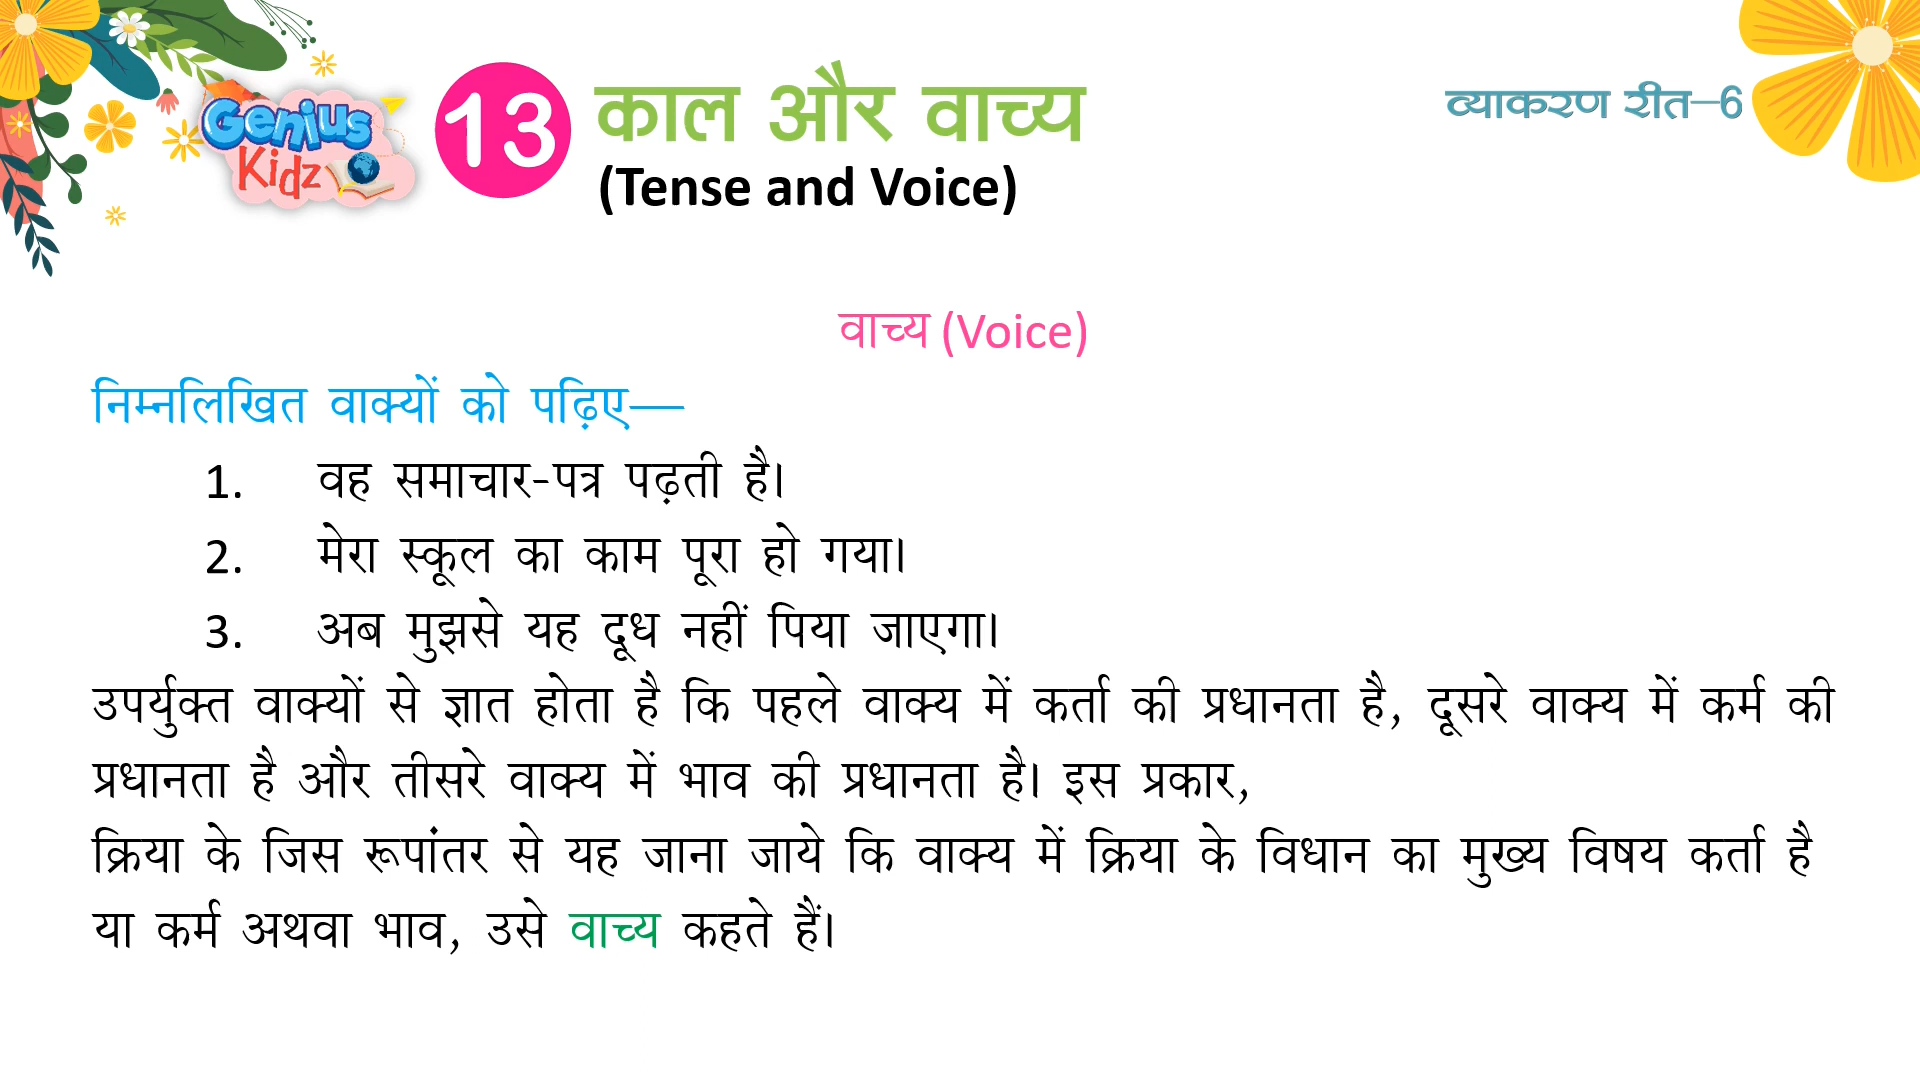 Genius
Kidz
13 काल और वाच्य
(Tense and Voice)
व्याकरण रीत–6
वाच्य (Voice)
निम्नलिखित वाक्यों को पढ़िए—
1. वह समाचार-पत्र पढ़ती है।
2. मेरा स्कूल का काम पूरा हो गया।
3. अब मुझसे यह दूध नहीं पिया जाएगा।
उपर्युक्त वाक्यों से ज्ञात होता है कि पहले वाक्य में कर्ता की प्रधानता है, दूसरे वाक्य में कर्म की
प्रधानता है और तीसरे वाक्य में भाव की प्रधानता है। इस प्रकार,
क्रिया के जिस रूपांतर से यह जाना जाये कि वाक्य में क्रिया के विधान का मुख्य विषय कर्ता है
या कर्म अथवा भाव, उसे वाच्य कहते हैं।